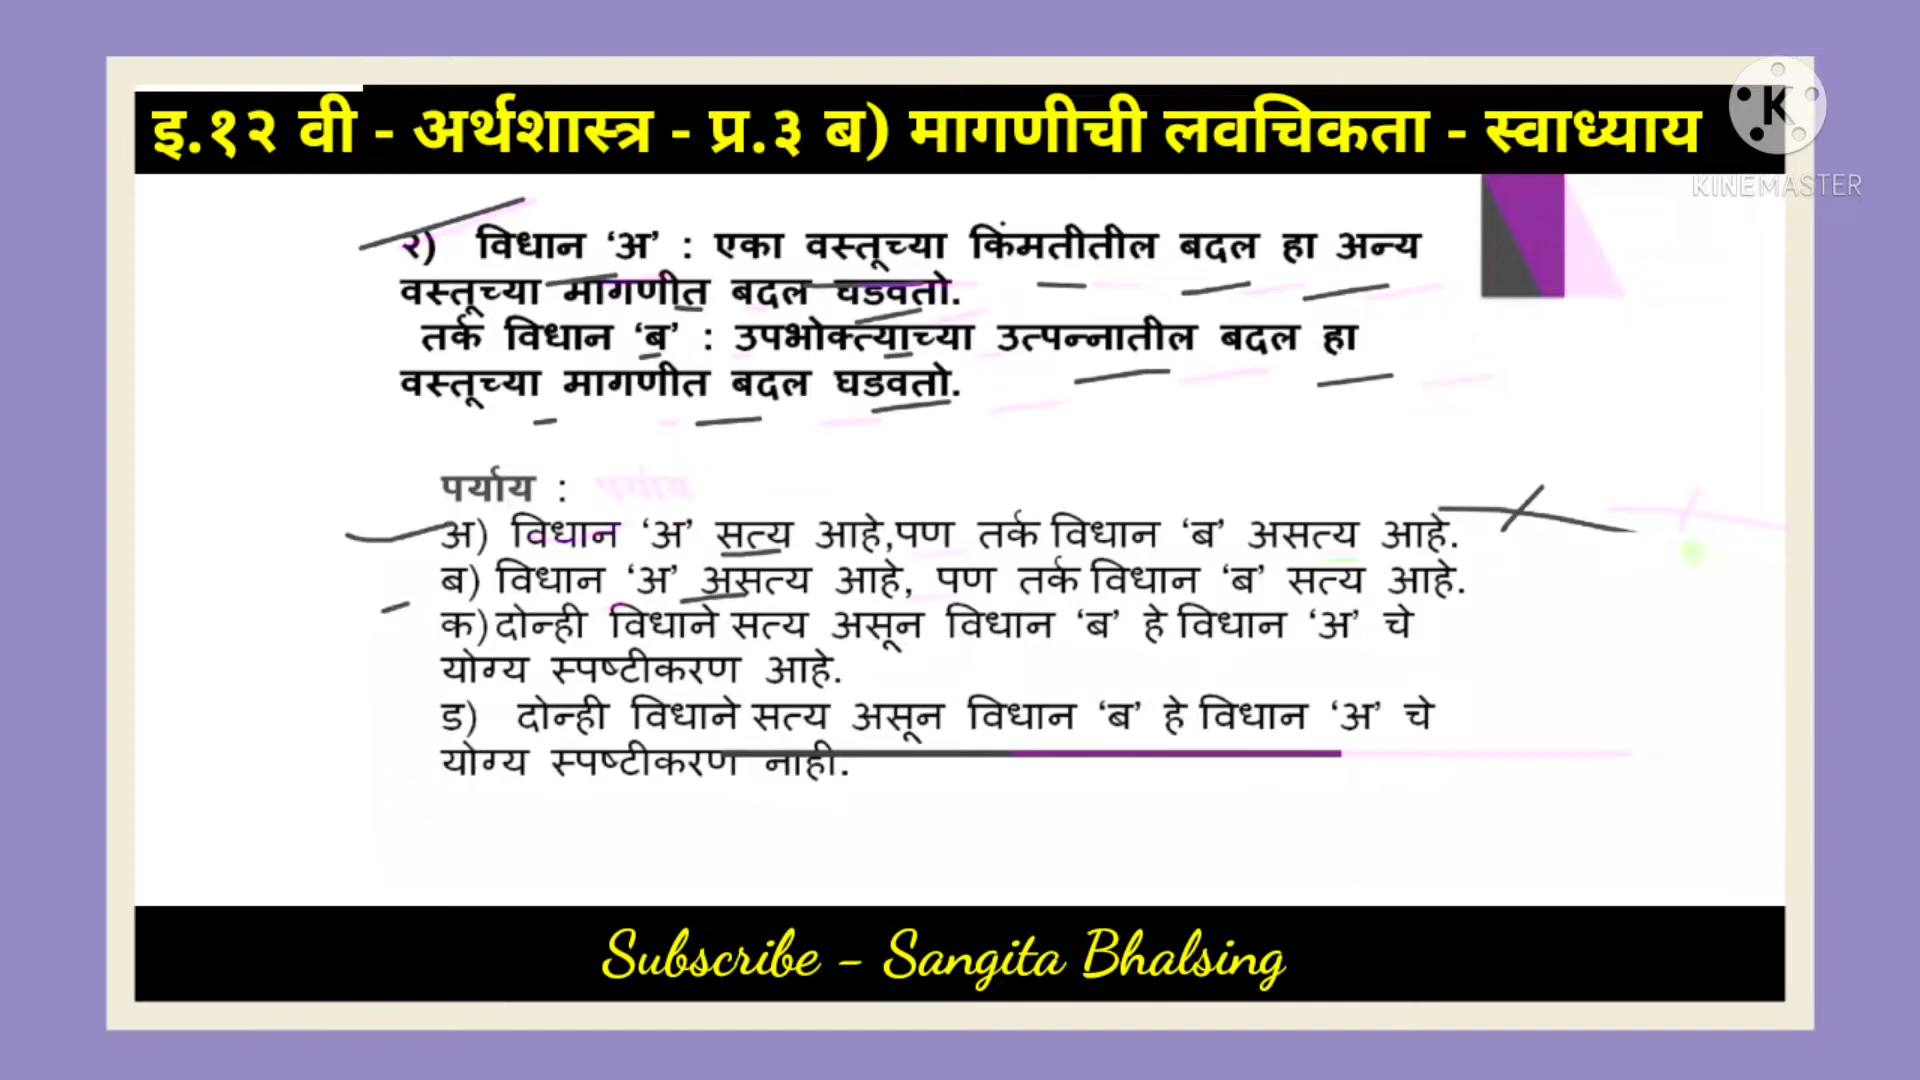 इ.१२ वी - अर्थशास्त्र - प्र.३ ब) मागणीची लवचिकता - स्वाध्याय
K
KINEMASTER
२) विधान ‘अ’ : एका वस्तूच्या किंमतीतील बदल हा अन्य
वस्तूच्या मागणीत बदल घडवतो.
तर्क विधान ‘ब’ : उपभोक्त्याच्या उत्पन्नातील बदल हा
वस्तूच्या मागणीत बदल घडवतो.
पर्याय : पर्याय
अ) विधान ‘अ’ सत्य आहे,पण तर्क विधान ‘ब’ असत्य आहे.
ब) विधान ‘अ’ असत्य आहे, पण तर्क विधान ‘ब’ सत्य आहे.
क) दोन्ही विधाने सत्य असून विधान ‘ब’ हे विधान ‘अ’ चे
योग्य स्पष्टीकरण आहे.
ड) दोन्ही विधाने सत्य असून विधान ‘ब’ हे विधान ‘अ’ चे
योग्य स्पष्टीकरण नाही.
Subscribe - Sangita Bhalsing